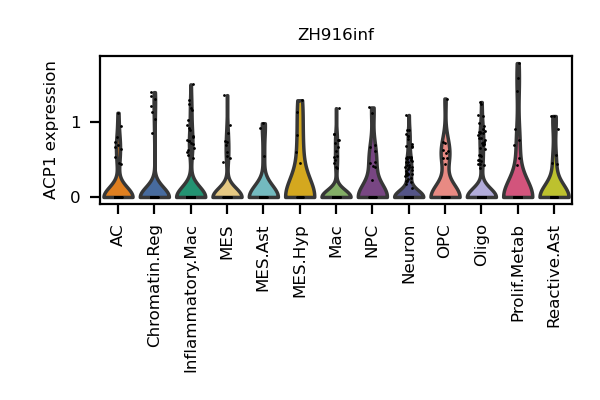 ZH916inf
ACP1 expression
1
0
AC
Chromatin.Reg
Inflammatory.Mac
MES
MES.Ast
MES.Hyp
Mac
NPC
Neuron
OPC
Oligo
Prolif.Metab
Reactive.Ast